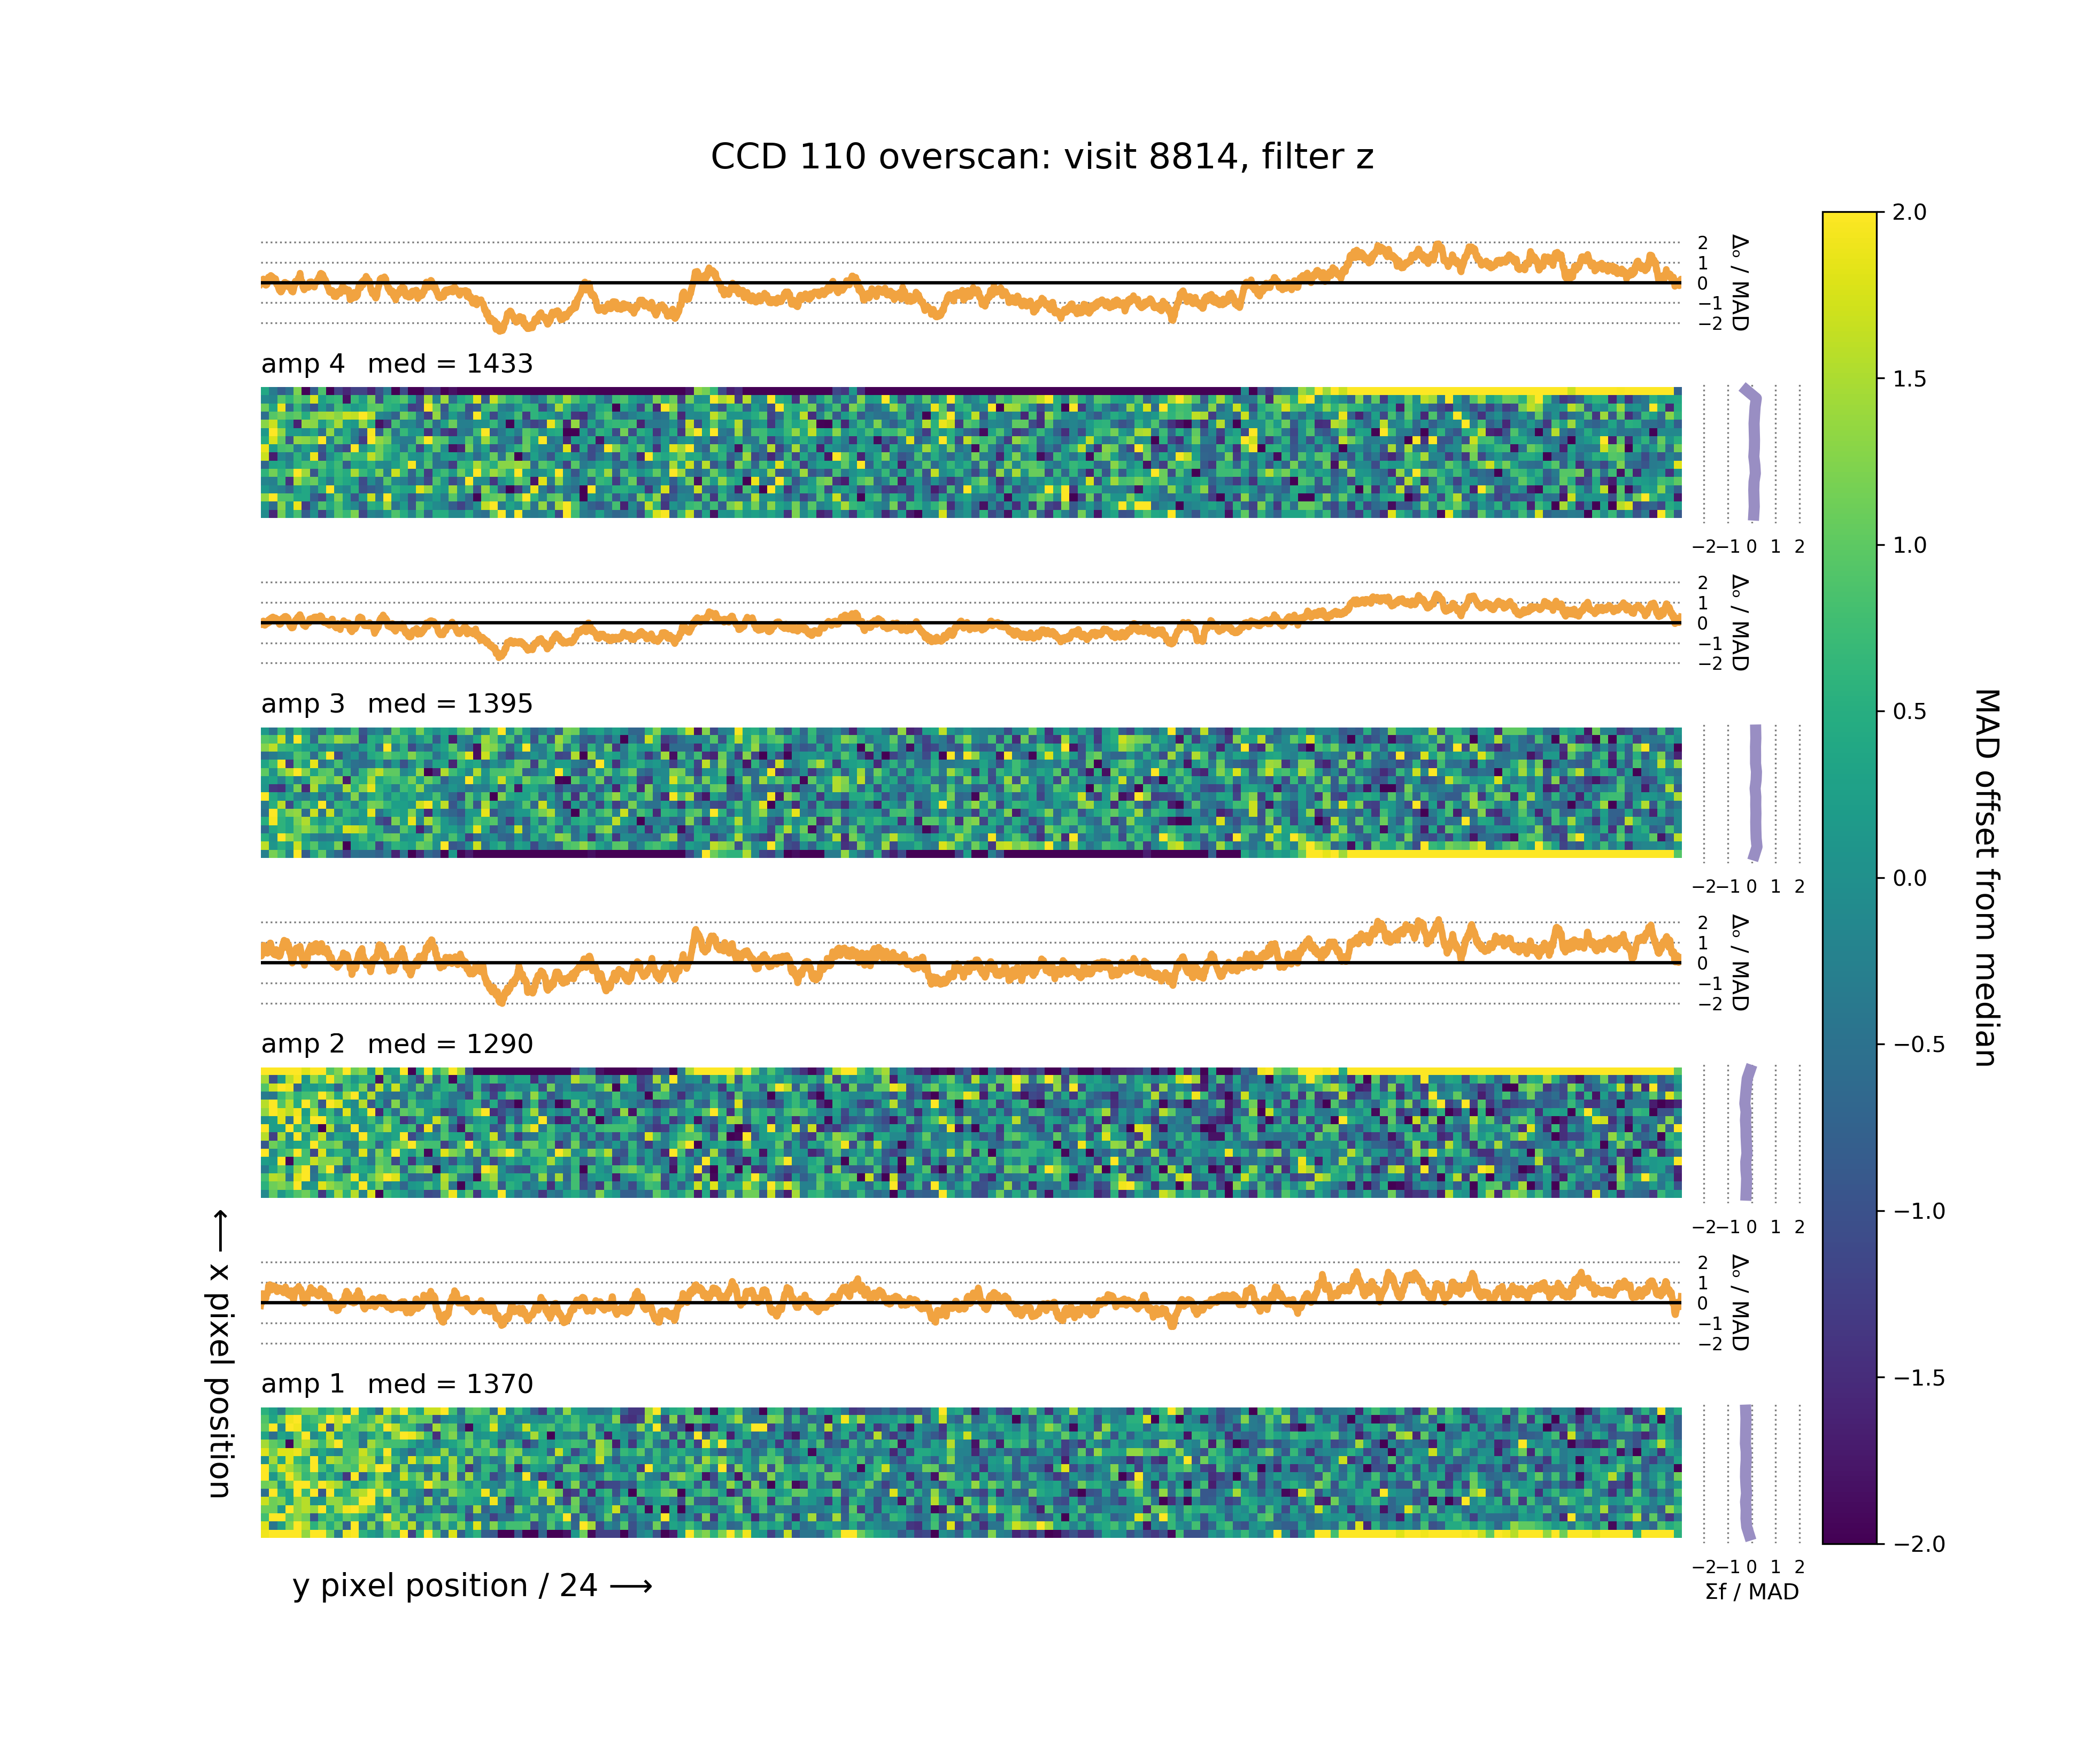 CCD 110 overscan: visit 8814, filter z
2
1
0
−1
−2
Δₒ / MAD
amp 4 med = 1433
−2 −1 0 1 2
2
1
0
−1
−2
Δₒ / MAD
amp 3 med = 1395
−2 −1 0 1 2
2
1
0
−1
−2
Δₒ / MAD
amp 2 med = 1290
−2 −1 0 1 2
2
1
0
−1
−2
Δₒ / MAD
amp 1 med = 1370
−2 −1 0 1 2
Σf / MAD
⟵ x pixel position
y pixel position / 24 ⟶
2.0
1.5
1.0
0.5
0.0
−0.5
−1.0
−1.5
−2.0
MAD offset from median